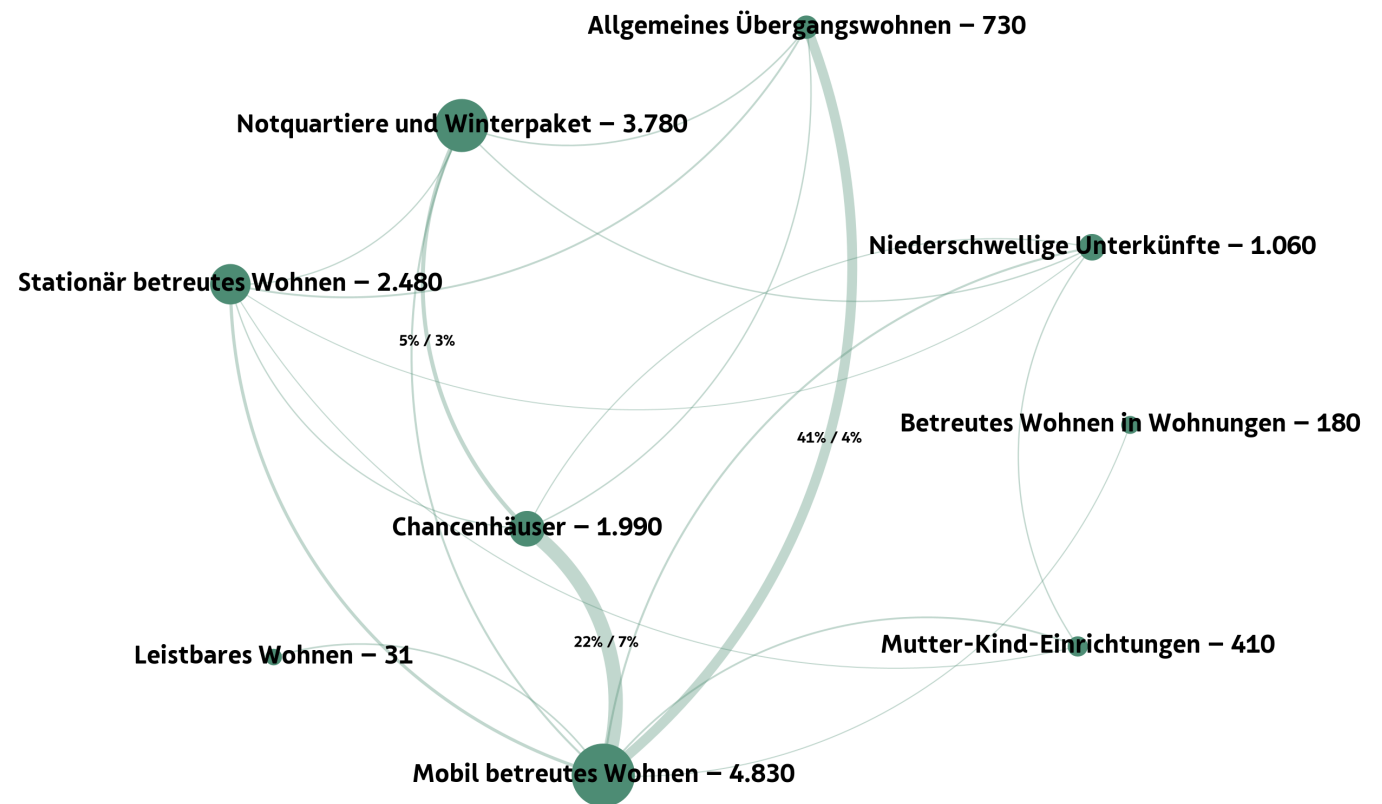 Allgemeines Übergangswohnen – 730
Notquartiere und Winterpaket – 3.780
Niederschwellige Unterkünfte – 1.060
Stationär betreutes Wohnen – 2.480
5% / 3%
Betreutes Wohnen in Wohnungen – 180
41% / 4%
Chancenhäuser – 1.990
22% / 7%
Mutter-Kind-Einrichtungen – 410
Leistbares Wohnen – 31
Mobil betreutes Wohnen – 4.830